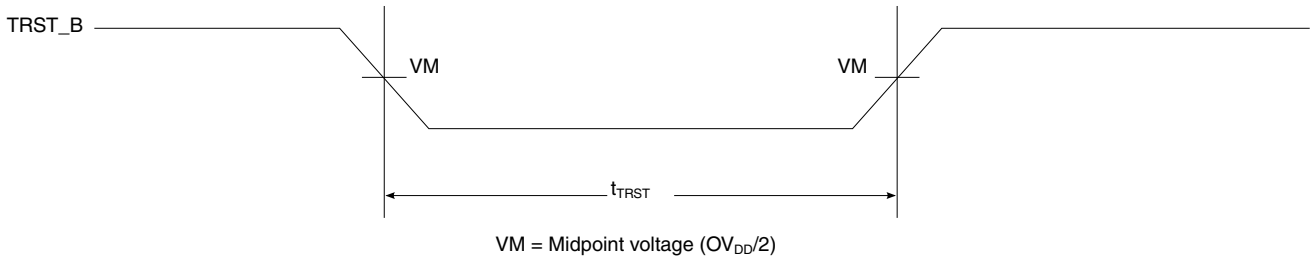 TRST_B
VM VM
tTRST
VM = Midpoint voltage (OVDD/2)